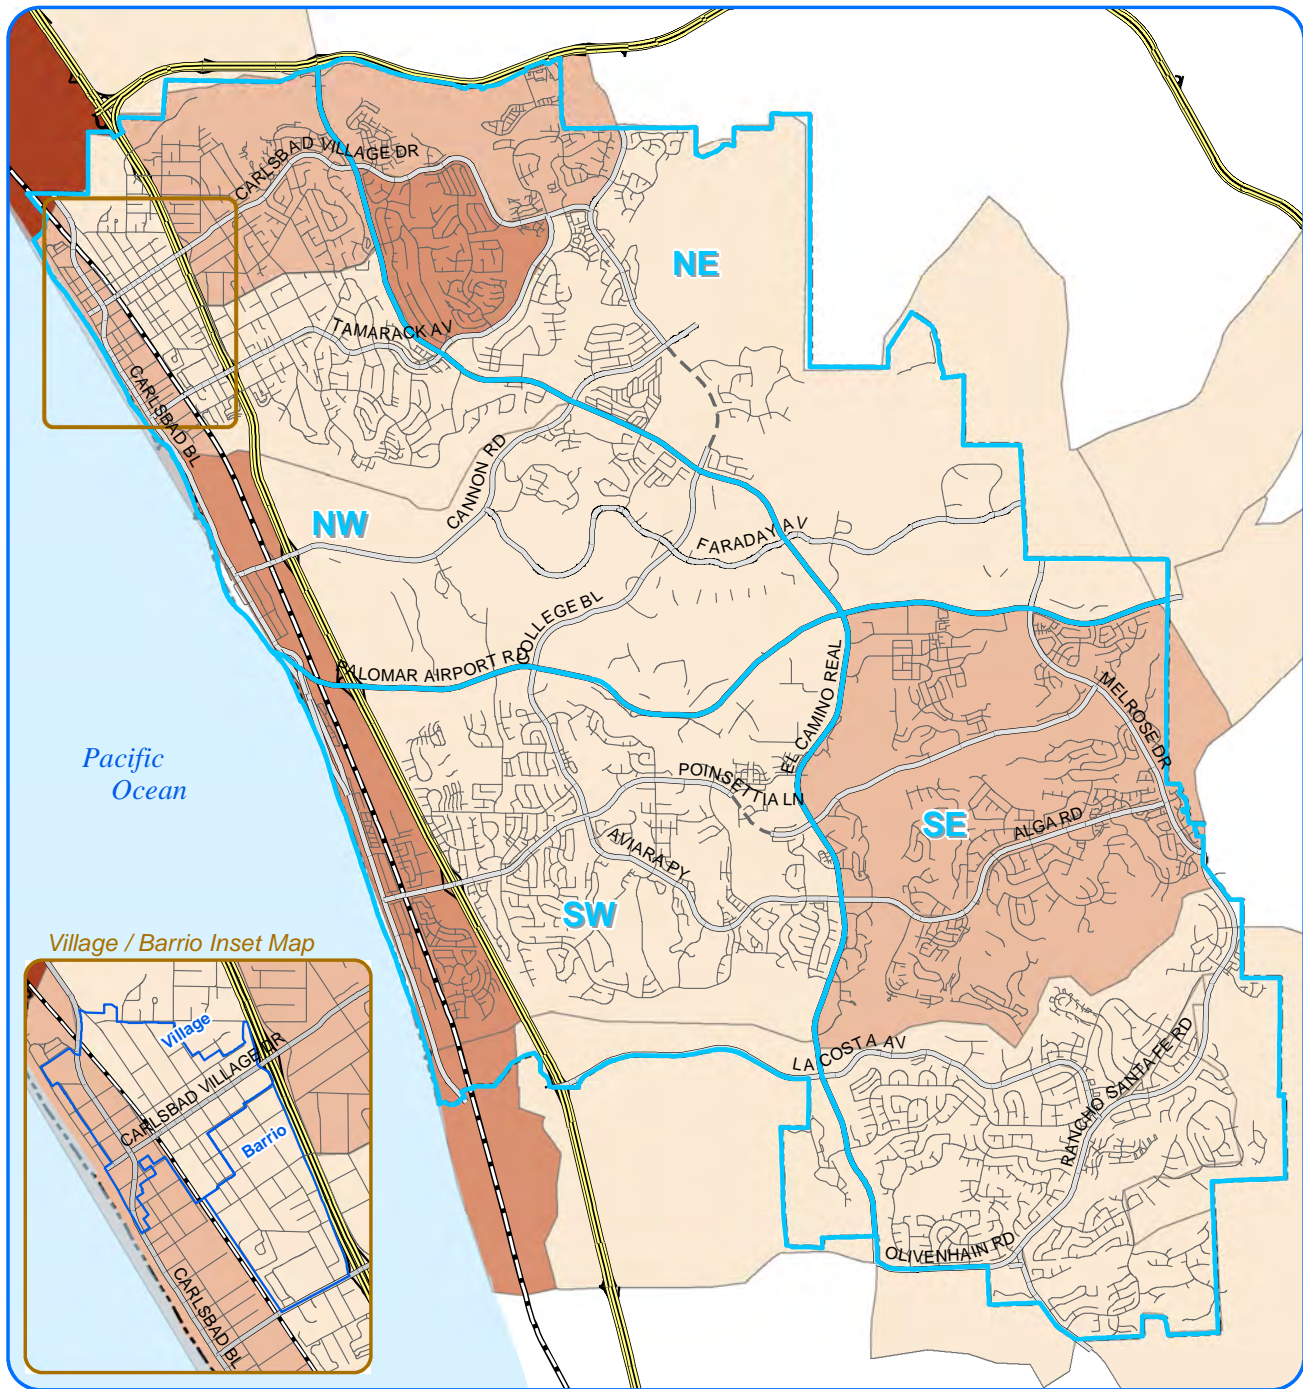 CARLSBAD VILLAGE DR
NE
TAMARACK AV
CARLSBAD BL
CANNON RD
NW
FARADAY AV
COLLEGE BL
PALOMAR AIRPORT RD
EL CAMINO REAL
MELROSE DR
Pacific
Ocean
POINSETTIA LN
SE
ALGA RD
AVIARA PY
SW
Village / Barrio Inset Map
Village
CARLSBAD VILLAGE DR
Barrio
CARLSBAD BL
LA COSTA AV
RANCHO SANTA FE RD
OLIVENHAIN RD